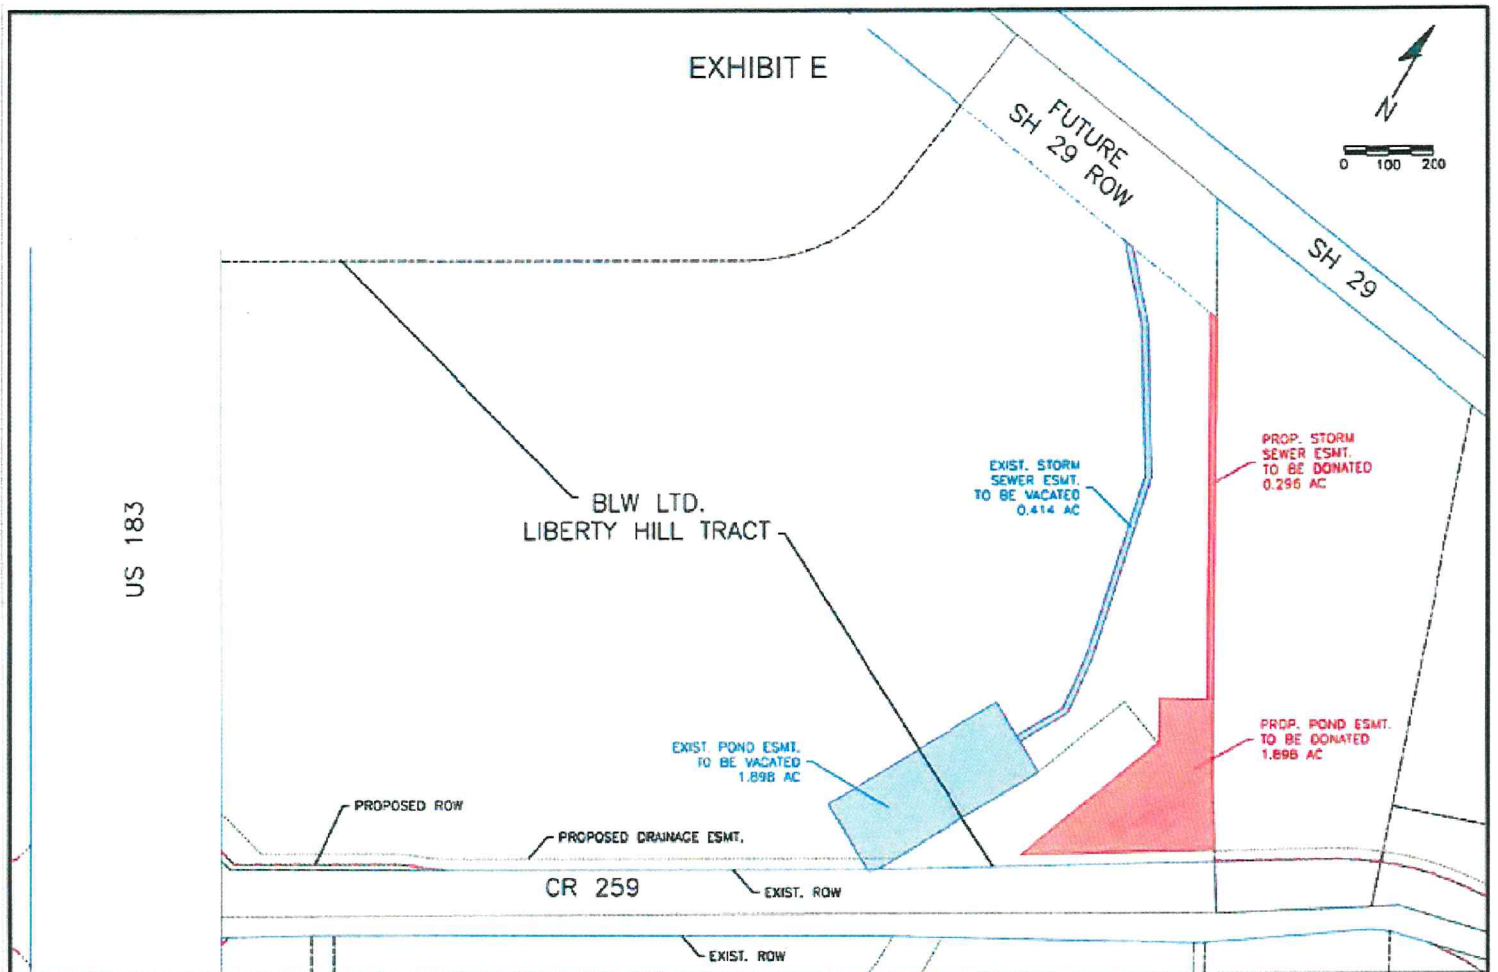 EXHIBIT E
FUTURE
SH 29 ROW
N
0 100 200
SH 29
PROP. STORM
SEWER ESMT.
TO BE DONATED
0.296 AC
EXIST. STORM
SEWER ESMT.
TO BE VACATED
0.414 AC
BLW LTD.
LIBERTY HILL TRACT
US 183
PROP. POND ESMT.
TO BE DONATED
1.898 AC
EXIST. POND ESMT.
TO BE VACATED
1.898 AC
PROPOSED ROW
PROPOSED DRAINAGE ESMT.
CR 259
EXIST. ROW
EXIST. ROW